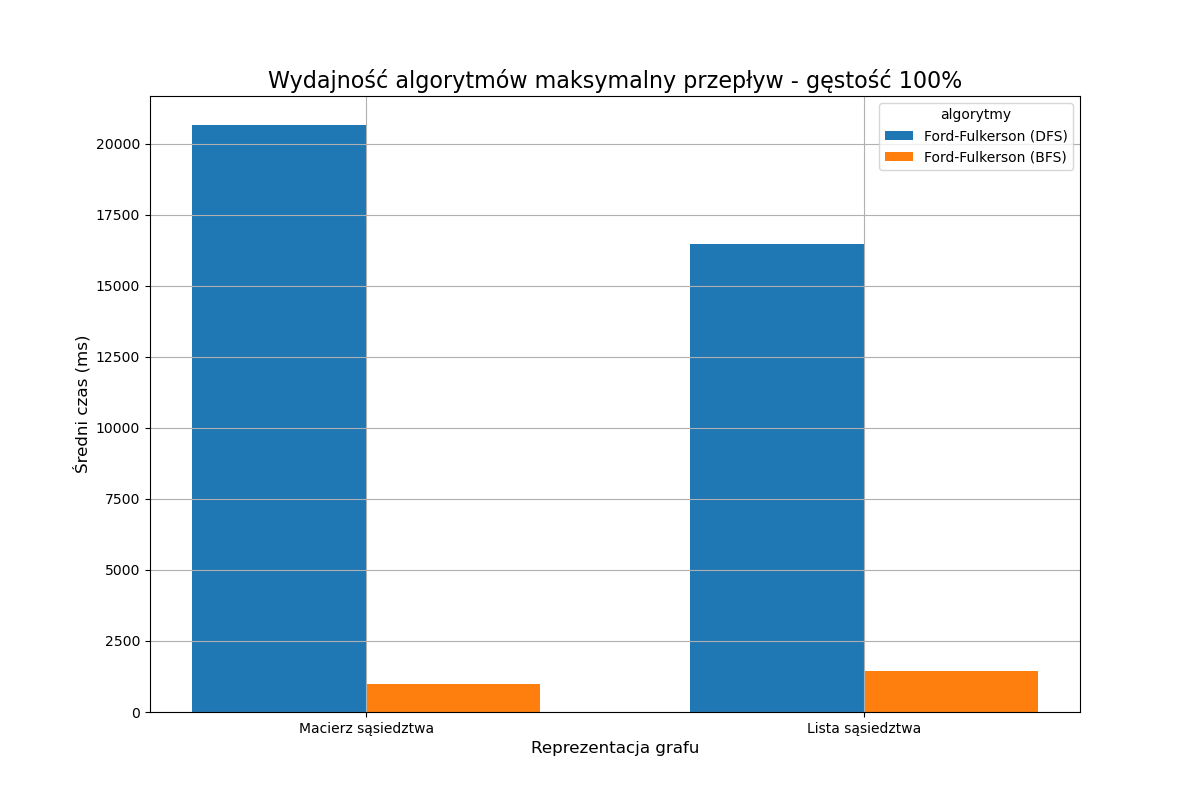 Wydajność algorytmów maksymalny przepływ - gęstość 100%
algorytmy
Ford-Fulkerson (DFS)
Ford-Fulkerson (BFS)
20000
17500
15000
12500
10000
7500
5000
2500
0
Średni czas (ms)
Macierz sąsiedztwa
Lista sąsiedztwa
Reprezentacja grafu